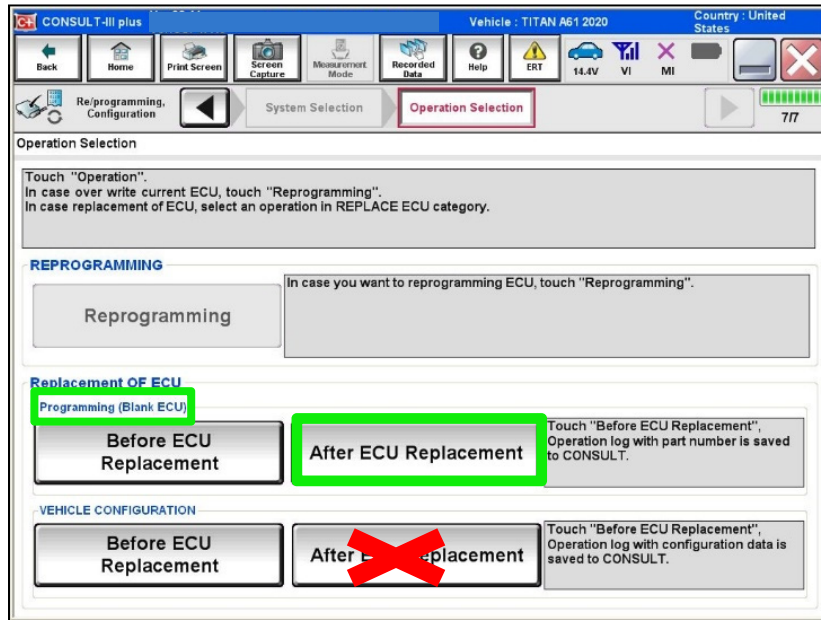 CONSULT-III plus
Vehicle : TITAN A61 2020
Country : United
States
Back
Home
Print Screen
Screen
Capture
Measurement
Mode
Recorded
Data
Help
ERT
14.4V
VI
MI
Re/programming,
Configuration
System Selection
Operation Selection
7/7
Operation Selection
Touch "Operation".
In case over write current ECU, touch "Reprogramming".
In case replacement of ECU, select an operation in REPLACE ECU category.
REPROGRAMMING
Reprogramming
In case you want to reprogramming ECU, touch "Reprogramming".
Replacement OF ECU
Programming (Blank ECU)
Before ECU
Replacement
After ECU Replacement
Touch "Before ECU Replacement",
Operation log with part number is saved
to CONSULT.
VEHICLE CONFIGURATION
Before ECU
Replacement
After
Touch "Before ECU Replacement",
Operation log with configuration data is
saved to CONSULT.